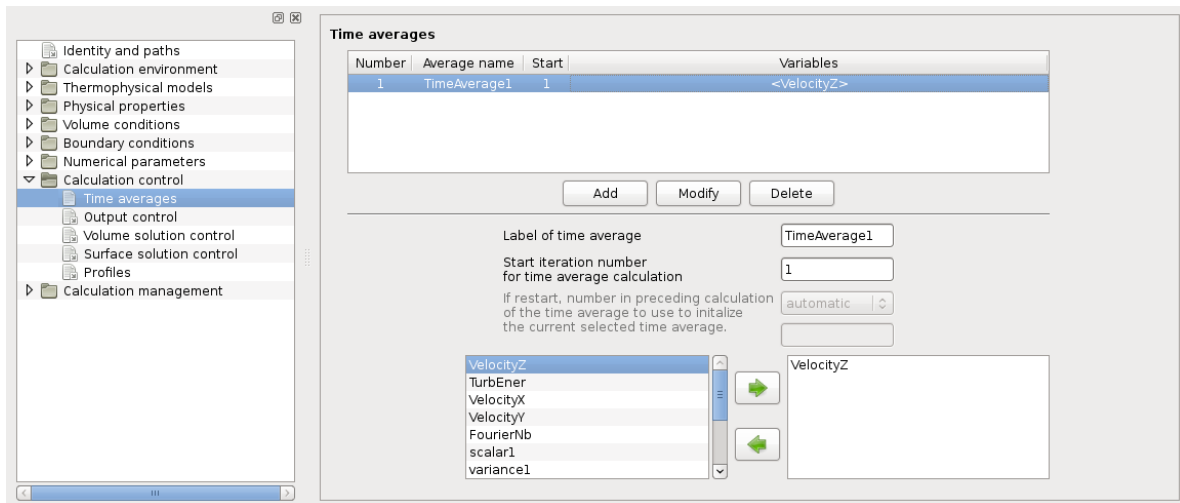 Identity and paths
Calculation environment
Thermophysical models
Physical properties
Volume conditions
Boundary conditions
Numerical parameters
Calculation control
Time averages
Output control
Volume solution control
Surface solution control
Profiles
Calculation management
Time averages
Number Average name Start Variables
1 TimeAverage1 1 <VelocityZ>
Add Modify Delete
Label of time average TimeAverage1
Start iteration number
for time average calculation 1
If restart, number in preceding calculation
of the time average to use to initalize
the current selected time average.
automatic
VelocityZ
TurbEner
VelocityX
VelocityY
FourierNb
scalar1
variance1
VelocityZ